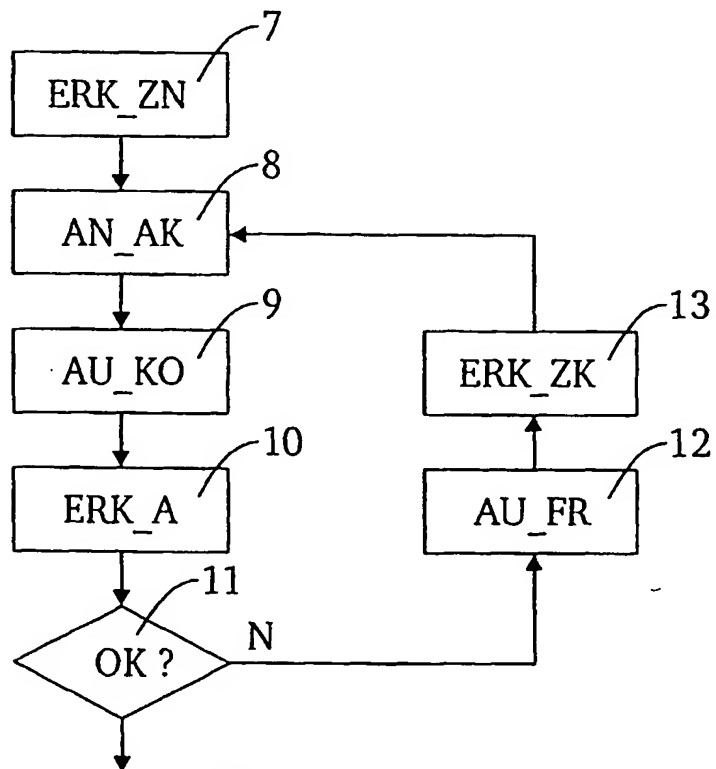 7
ERK_ZN
8
AN_AK
9
13
AU_KO
ERK_ZK
10
12
ERK_A
AU_FR
11
N
OK ?